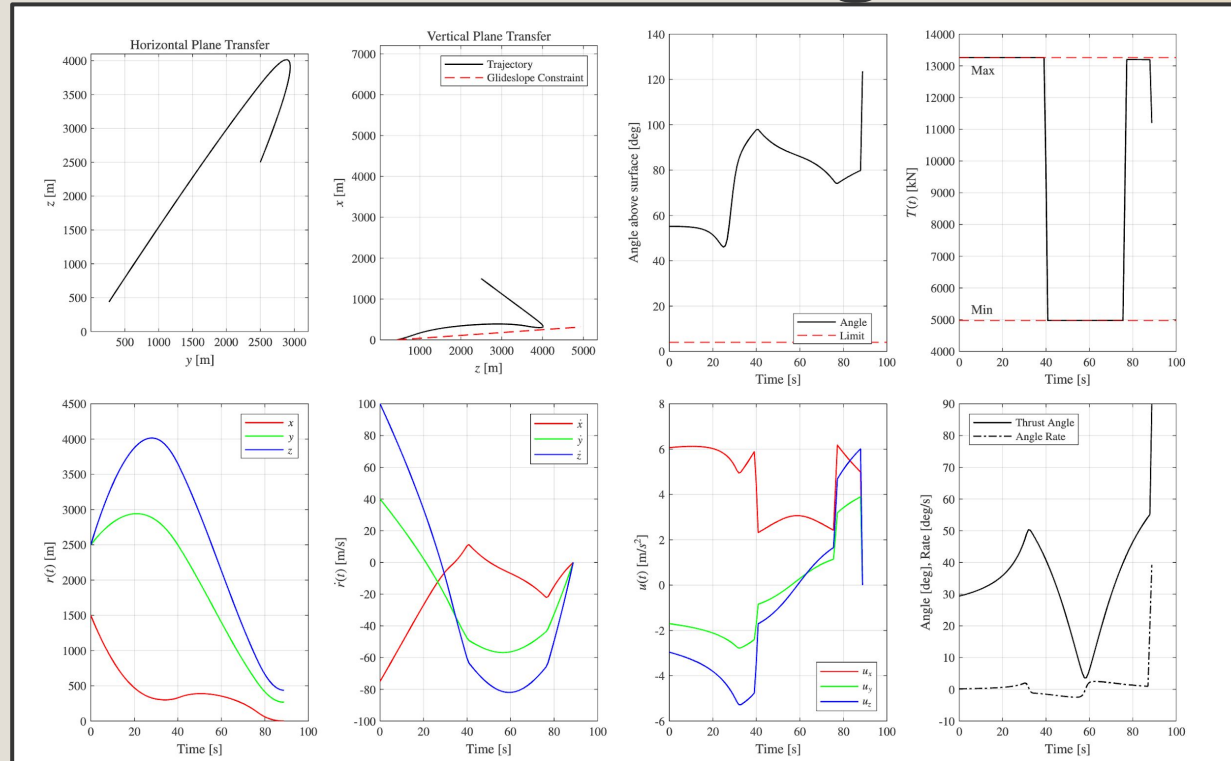 Horizontal Plane Transfer
4000
3500
3000
2500
2000
1500
1000
500
0
z [m]
500 1000 1500 2000 2500 3000
y [m]
Vertical Plane Transfer
Trajectory
Glideslope Constraint
7000
6000
5000
4000
3000
2000
1000
0
x [m]
1000 2000 3000 4000 5000
z [m]
140
120
100
80
60
40
20
0
Angle above surface [deg]
Angle
Limit
0 20 40 60 80 100
Time [s]
14000
13000
12000
11000
10000
9000
8000
7000
6000
5000
4000
T(t) [kN]
Max
Min
0 20 40 60 80 100
Time [s]
4500
4000
3500
3000
2500
2000
1500
1000
500
0
r(t) [m]
x
y
z
0 20 40 60 80 100
Time [s]
100
80
60
40
20
0
-20
-40
-60
-80
-100
ṙ(t) [m/s]
ẋ
ẏ
ż
0 20 40 60 80 100
Time [s]
8
6
4
2
0
-2
-4
-6
u(t) [m/s²]
uₓ
u_y
u_z
0 20 40 60 80 100
Time [s]
90
80
70
60
50
40
30
20
10
0
-10
Angle [deg], Rate [deg/s]
Thrust Angle
Angle Rate
0 20 40 60 80 100
Time [s]